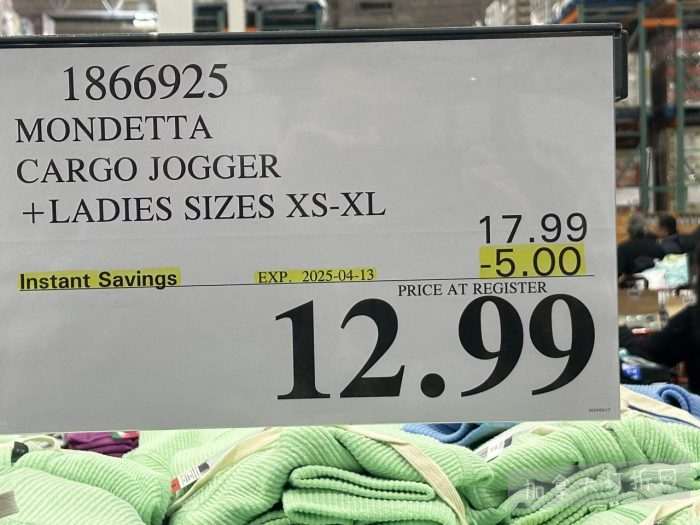 1866925
MONDETTA
CARGO JOGGER
+LADIES SIZES XS-XL
17.99
Instant Savings EXP. 2025-04-13 -5.00
PRICE AT REGISTER
12.99